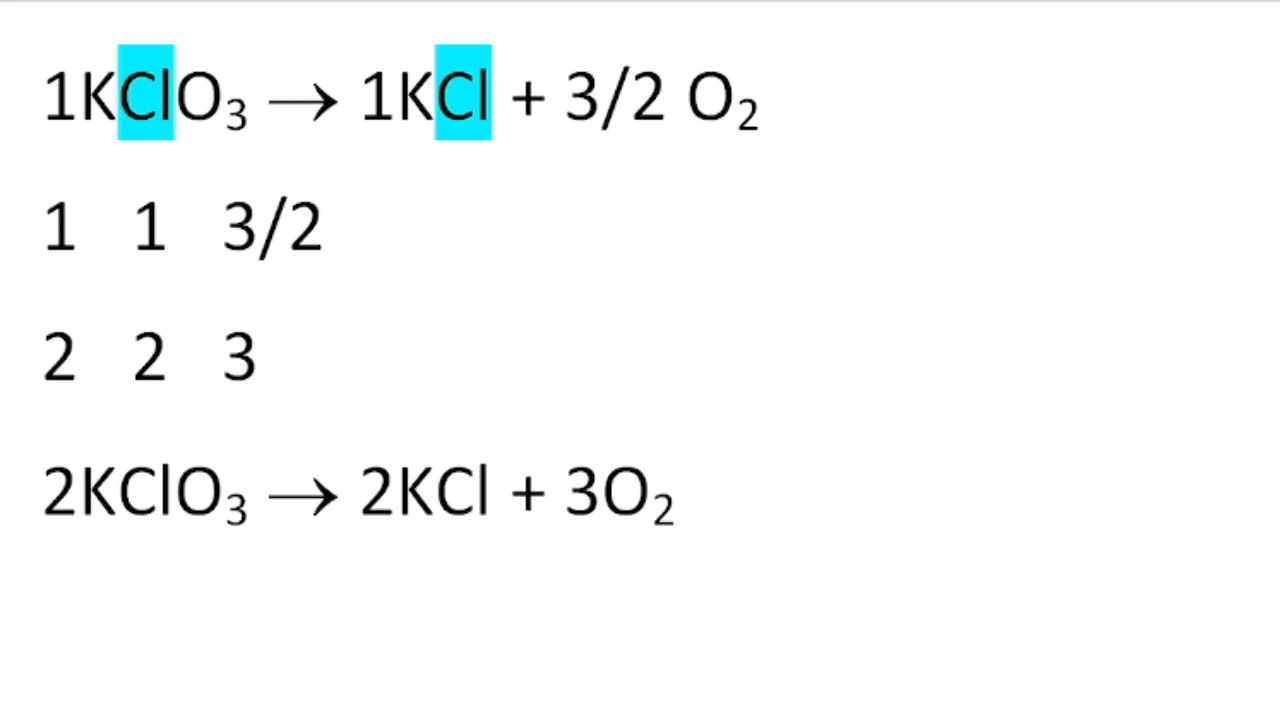 1KClO₃ → 1KCl + 3/2 O₂
1 1 3/2
2 2 3
2KClO₃ → 2KCl + 3O₂